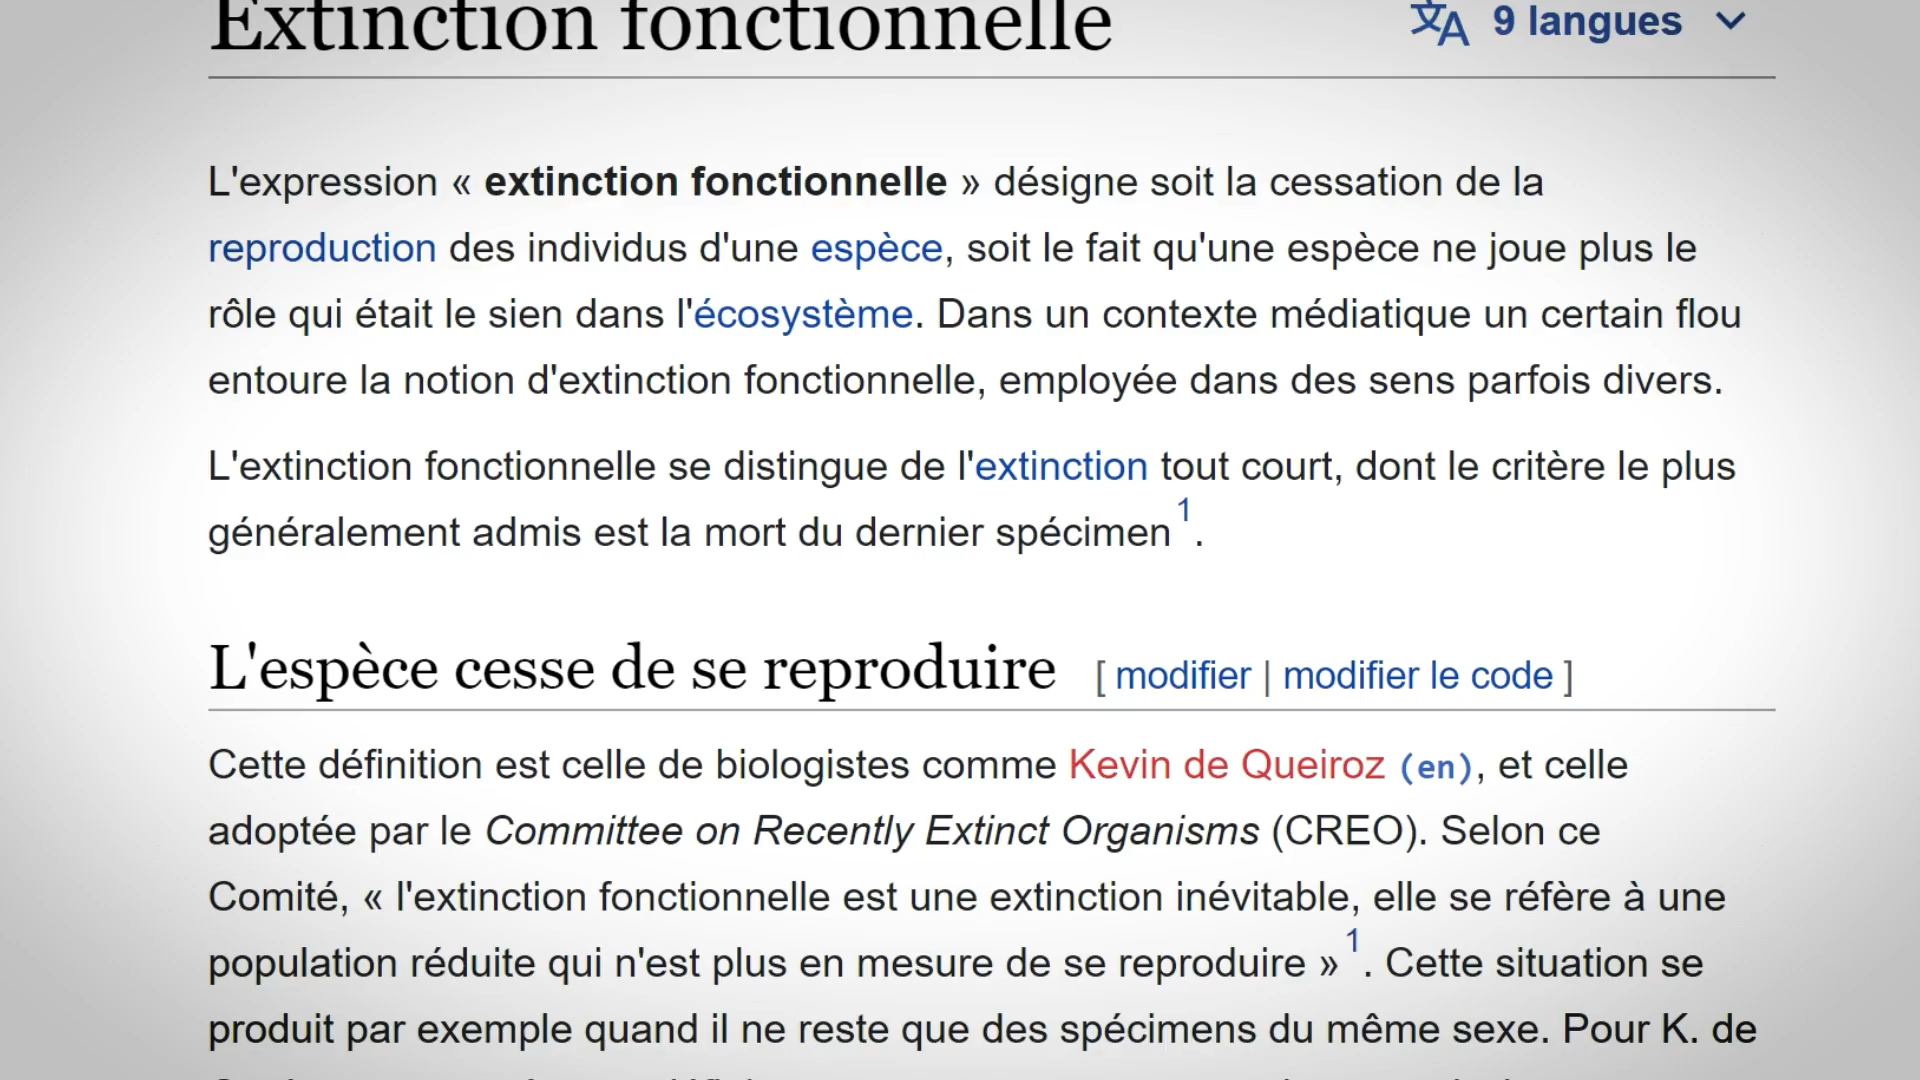 Extinction fonctionnelle
文A 9 langues
L'expression « extinction fonctionnelle » désigne soit la cessation de la
reproduction des individus d'une espèce, soit le fait qu'une espèce ne joue plus le
rôle qui était le sien dans l'écosystème. Dans un contexte médiatique un certain flou
entoure la notion d'extinction fonctionnelle, employée dans des sens parfois divers.
L'extinction fonctionnelle se distingue de l'extinction tout court, dont le critère le plus
généralement admis est la mort du dernier spécimen 1.
L'espèce cesse de se reproduire [ modifier | modifier le code ]
Cette définition est celle de biologistes comme Kevin de Queiroz (en), et celle
adoptée par le Committee on Recently Extinct Organisms (CREO). Selon ce
Comité, « l'extinction fonctionnelle est une extinction inévitable, elle se réfère à une
population réduite qui n'est plus en mesure de se reproduire » 1. Cette situation se
produit par exemple quand il ne reste que des spécimens du même sexe. Pour K. de